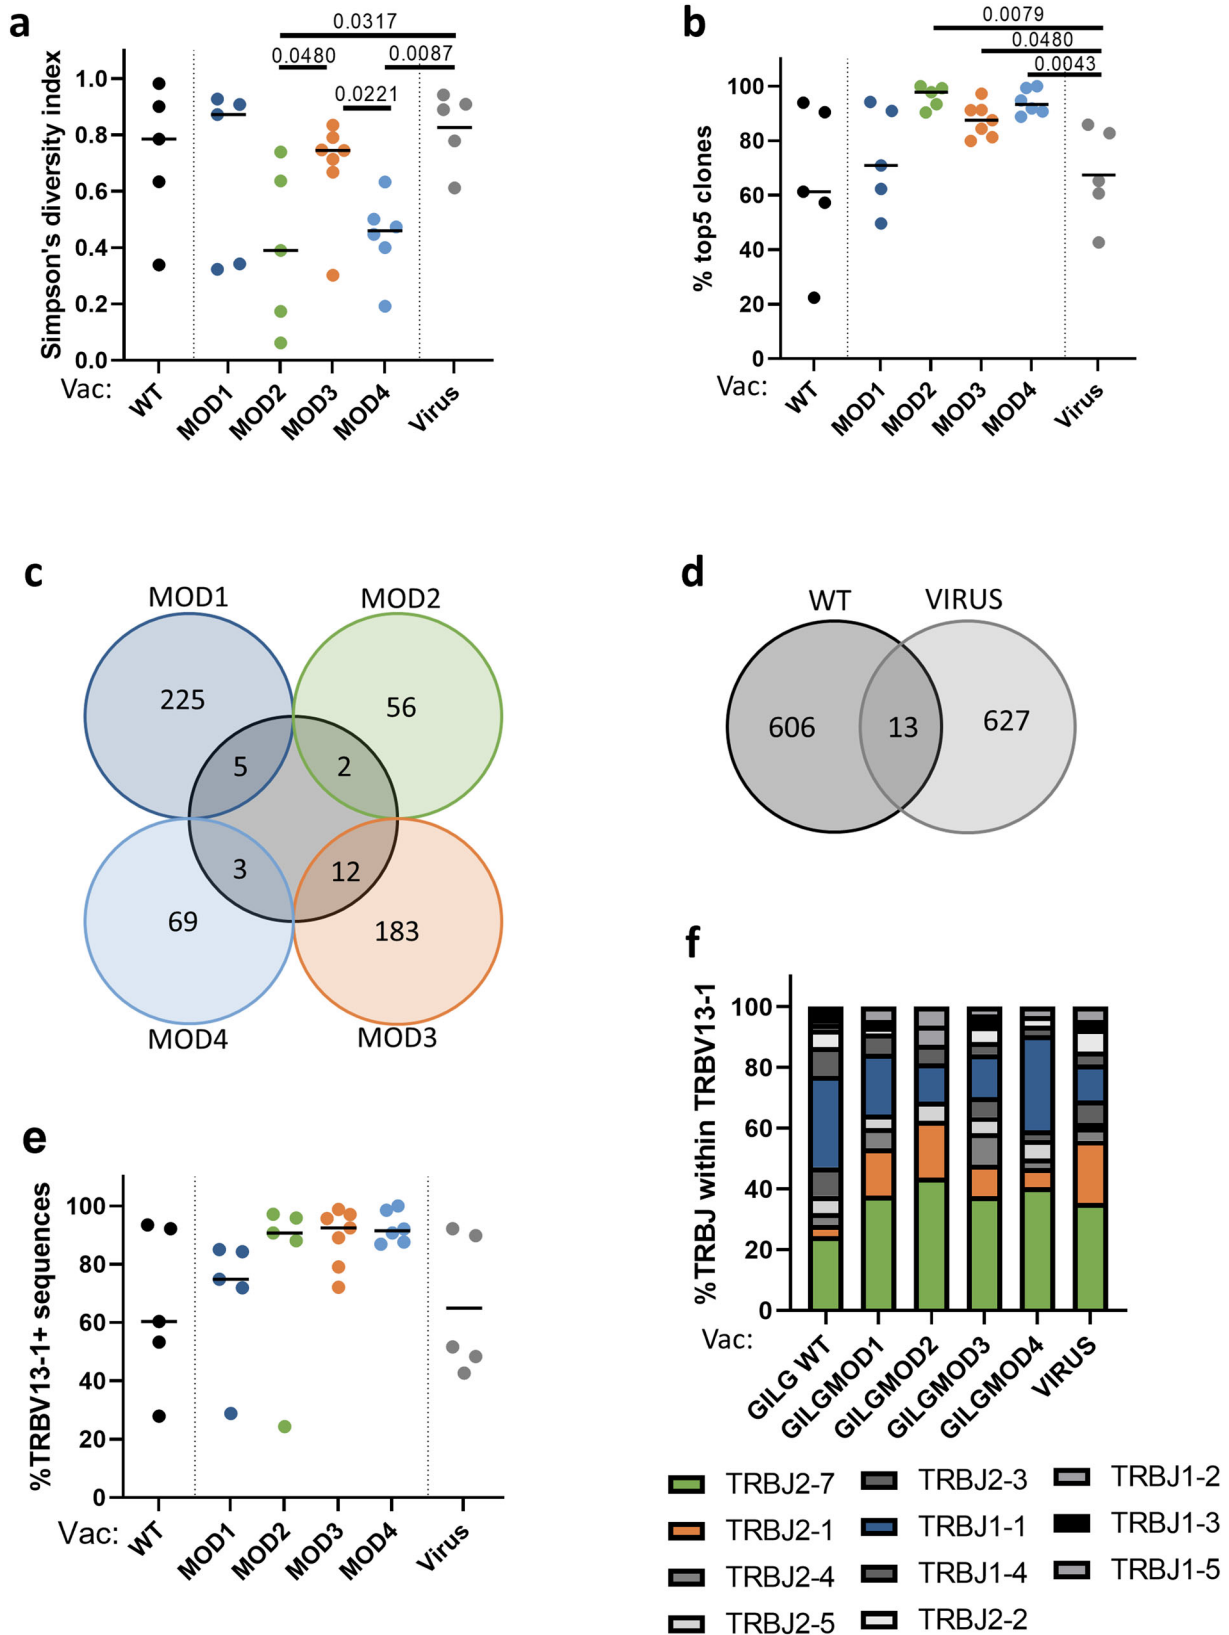 a
Simpson's diversity index
0.0317
0.0480
0.0087
0.0221
1.0
0.8
0.6
0.4
0.2
0.0
Vac:
WT
MOD1
MOD2
MOD3
MOD4
Virus
b
% top5 clones
0.0079
0.0480
0.0043
100
80
60
40
20
0
Vac:
WT
MOD1
MOD2
MOD3
MOD4
Virus
c
MOD1
MOD2
225
56
5
2
3
12
69
183
MOD4
MOD3
d
WT
VIRUS
606
13
627
e
%TRBV13-1+ sequences
100
80
60
40
20
0
Vac:
WT
MOD1
MOD2
MOD3
MOD4
Virus
f
%TRBJ within TRBV13-1
100
80
60
40
20
0
Vac:
GILG WT
GILGMOD1
GILGMOD2
GILGMOD3
GILGMOD4
VIRUS
TRBJ2-7
TRBJ2-1
TRBJ2-4
TRBJ2-5
TRBJ2-3
TRBJ1-1
TRBJ1-4
TRBJ2-2
TRBJ1-2
TRBJ1-3
TRBJ1-5